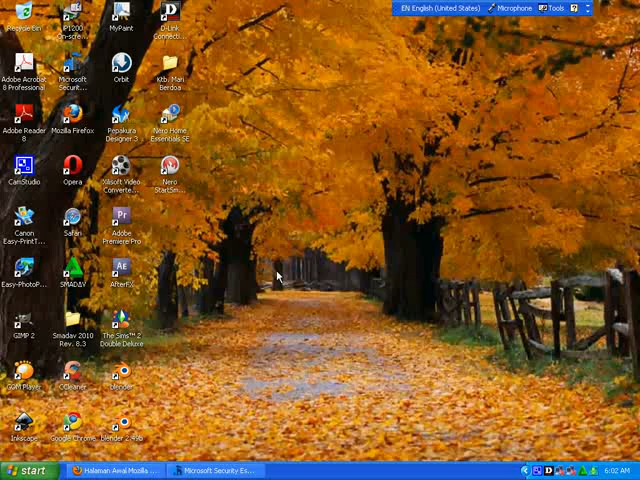 EN English (United States) Microphone Tools
Recycle Bin
iP1200
On-scre...
MyPaint
D-Link
Connecti...
Adobe Acrobat
8 Professional
Microsoft
Securit...
Orbit
Ktb. Mari
Berdoa
Adobe Reader
8
Mozilla Firefox
Pepakura
Designer 3
Nero Home
Essentials SE
CamStudio
Opera
Xilisoft Video
Converte...
Nero
StartSm...
Canon
Easy-PrintT...
Safari
Adobe
Premiere Pro
Easy-PhotoP...
SMADAV
AfterFX
GIMP 2
Smadav 2010
Rev. 8.3
The Sims™ 2
Double Deluxe
GOM Player
CCleaner
blender
Inkscape
Google Chrome
blender 2.49b
start
Halaman Awal Mozilla ...
Microsoft Security Es...
6:02 AM